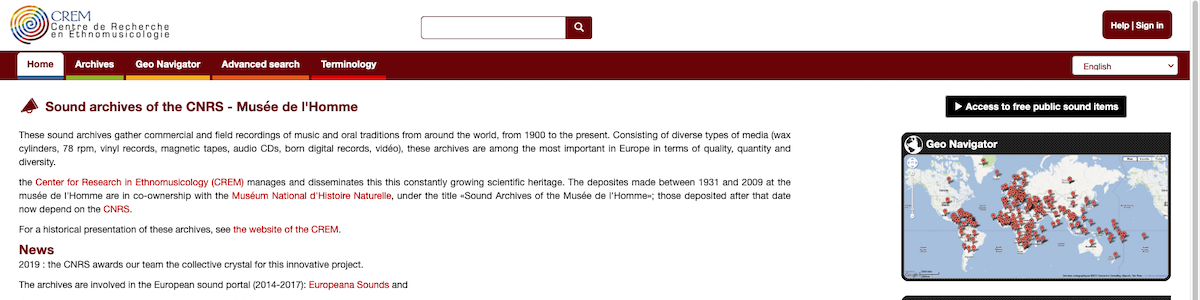 CREM
Centre de Recherche
en Ethnomusicologie
Help | Sign in
Home Archives Geo Navigator Advanced search Terminology
English
Sound archives of the CNRS - Musée de l'Homme
Access to free public sound items
These sound archives gather commercial and field recordings of music and oral traditions from around the world, from 1900 to the present. Consisting of diverse types of media (wax
cylinders, 78 rpm, vinyl records, magnetic tapes, audio CDs, born digital records, vidéo), these archives are among the most important in Europe in terms of quality, quantity and
diversity.
the Center for Research in Ethnomusicology (CREM) manages and disseminates this this constantly growing scientific heritage. The deposites made between 1931 and 2009 at the
musée de l'Homme are in co-ownership with the Muséum National d'Histoire Naturelle, under the title «Sound Archives of the Musée de l'Homme»; those deposited after that date
now depend on the CNRS.
For a historical presentation of these archives, see the website of the CREM.
News
2019 : the CNRS awards our team the collective crystal for this innovative project.
The archives are involved in the European sound portal (2014-2017): Europeana Sounds and
Geo Navigator